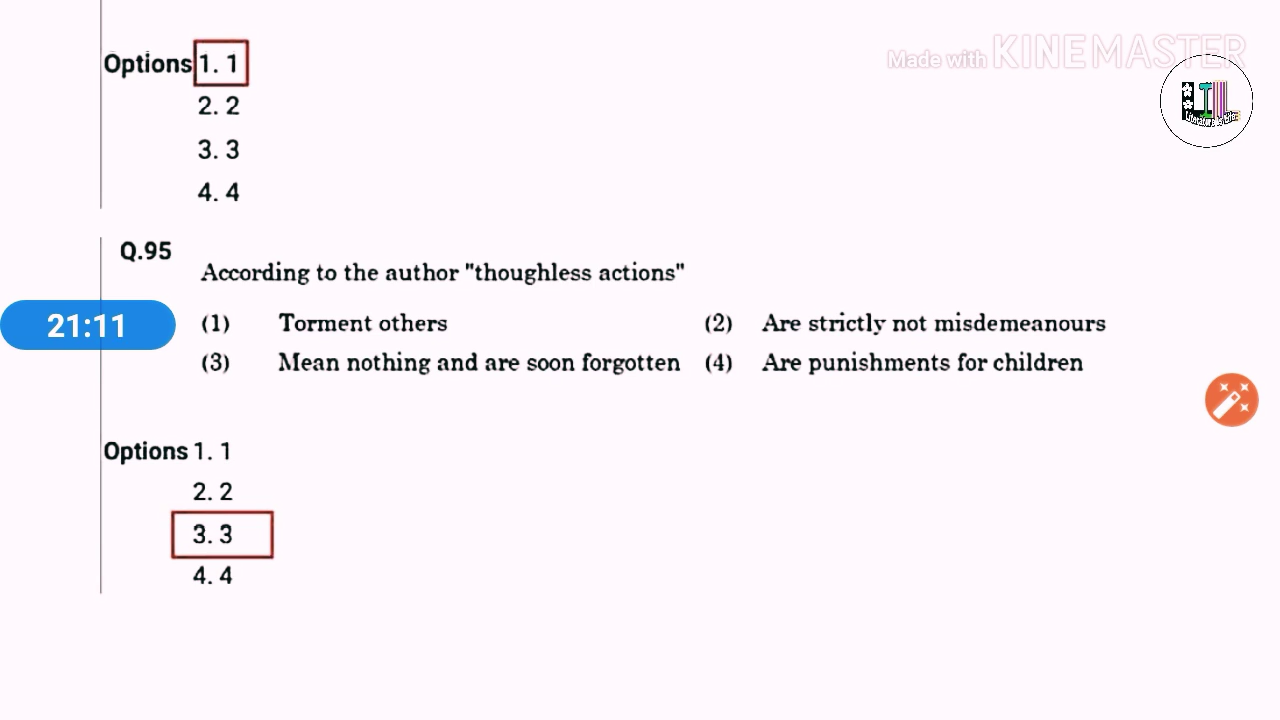 Made with KINEMASTER
Options 1. 1
2. 2
3. 3
4. 4
Q.95
According to the author "thoughless actions"
21:11
(1) Torment others (2) Are strictly not misdemeanours
(3) Mean nothing and are soon forgotten (4) Are punishments for children
Options 1. 1
2. 2
3. 3
4. 4